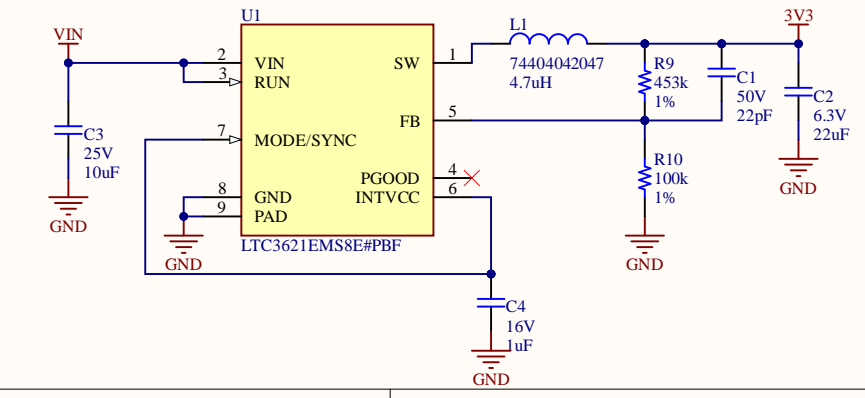 VIN
U1
L1
3V3
2
VIN
SW
1
3
RUN
74404042047
4.7uH
R9
453k
1%
C1
50V
22pF
C2
6.3V
22uF
C3
25V
10uF
7
MODE/SYNC
FB
5
R10
100k
1%
PGOOD
4
8
GND
INTVCC
6
9
PAD
GND
GND
GND
GND
LTC3621EMS8E#PBF
C4
16V
1uF
GND